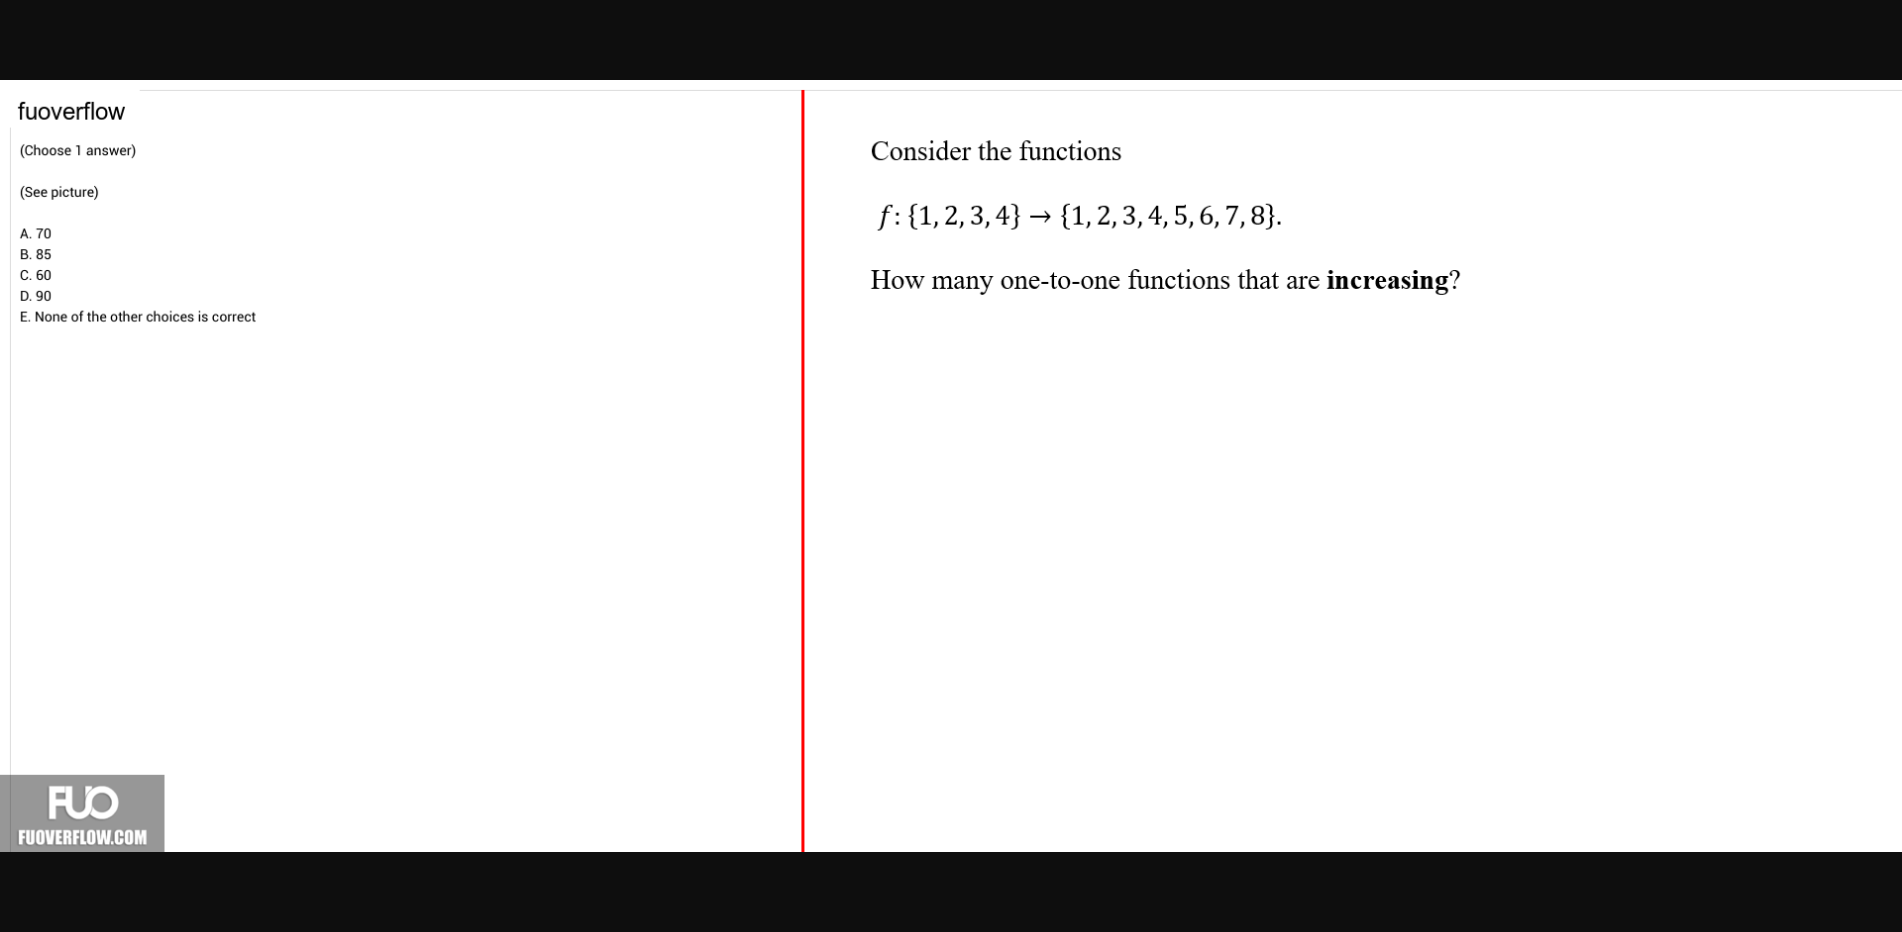 fuoverflow
(Choose 1 answer)
(See picture)
A. 70
B. 85
C. 60
D. 90
E. None of the other choices is correct
Consider the functions
f: {1, 2, 3, 4} → {1, 2, 3, 4, 5, 6, 7, 8}.
How many one-to-one functions that are increasing?
FUO
FUOVERFLOW.COM